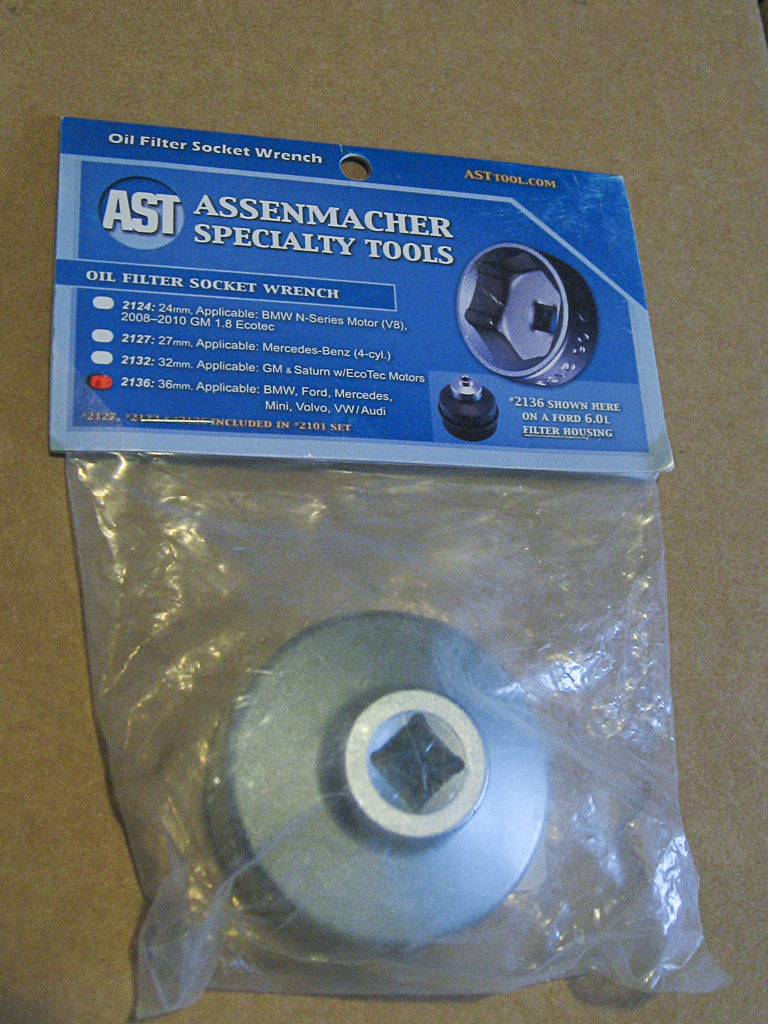 Oil Filter Socket Wrench
ASTTOOL.COM
AST
ASSENMACHER
SPECIALTY TOOLS
OIL FILTER SOCKET WRENCH
2124: 24mm, Applicable: BMW N-Series Motor (V8),
2008–2010 GM 1.8 Ecotec
2127: 27mm, Applicable: Mercedes-Benz (4-cyl.)
2132: 32mm, Applicable: GM & Saturn w/EcoTec Motors
2136: 36mm, Applicable: BMW, Ford, Mercedes,
Mini, Volvo, VW/Audi
#2127, #2132 & #2136 INCLUDED IN #2101 SET
#2136 SHOWN HERE
ON A FORD 6.0L
FILTER HOUSING